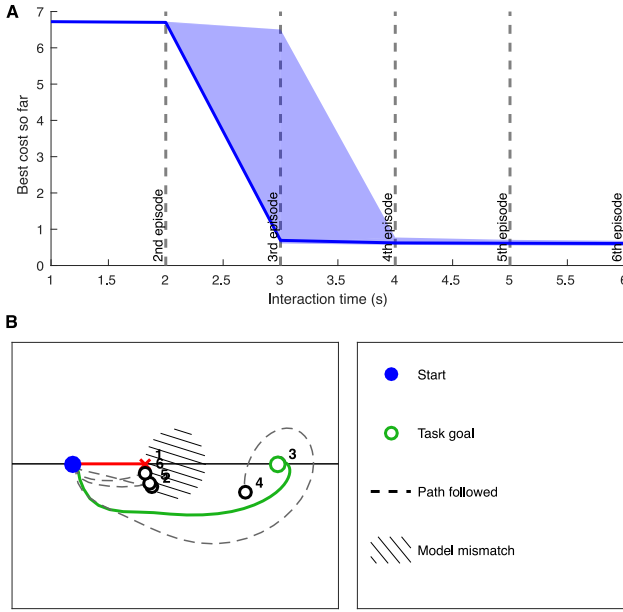 A
7
6
5
4
3
2
1
0
Best cost so far
2nd episode
3rd episode
4th episode
5th episode
6th episode
1 1.5 2 2.5 3 3.5 4 4.5 5 5.5 6
Interaction time (s)
B
1
6
5
2
3
4
Start
Task goal
Path followed
Model mismatch